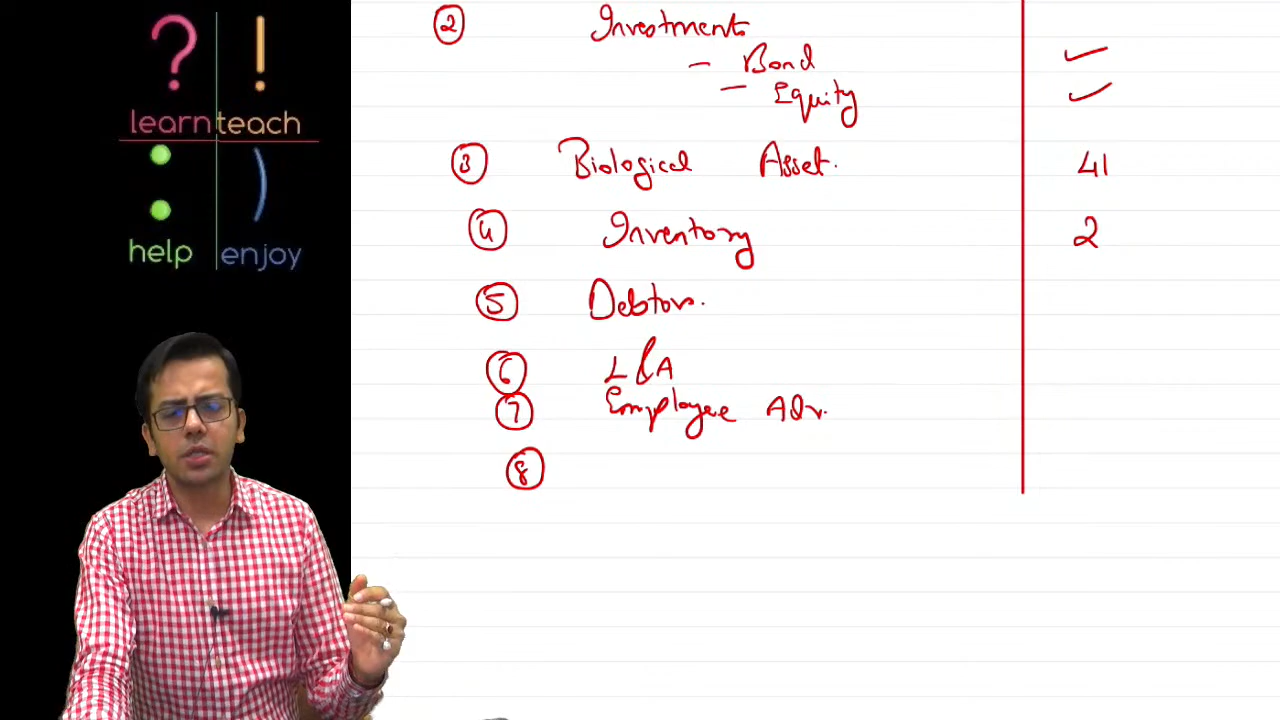 ? !
learn teach
: )
help enjoy
② Investments
- Bond ✓
- Equity ✓
③ Biological Asset. 41
④ Inventory 2
⑤ Debtors.
⑥ L & A
⑦ Employee Adv.
⑧